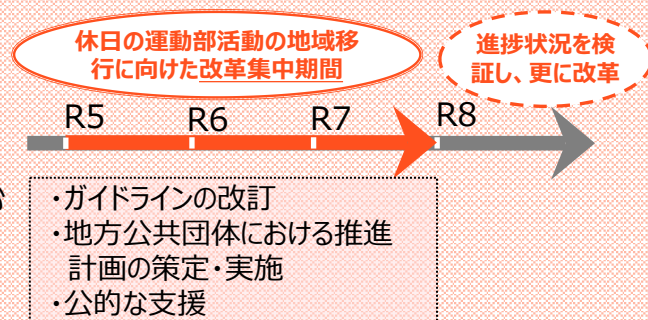 休日の運動部活動の地域移
行に向けた改革集中期間
進捗状況を検
証し、更に改革
R5 R6 R7 R8
・ガイドラインの改訂
・地方公共団体における推進
計画の策定・実施
・公的な支援